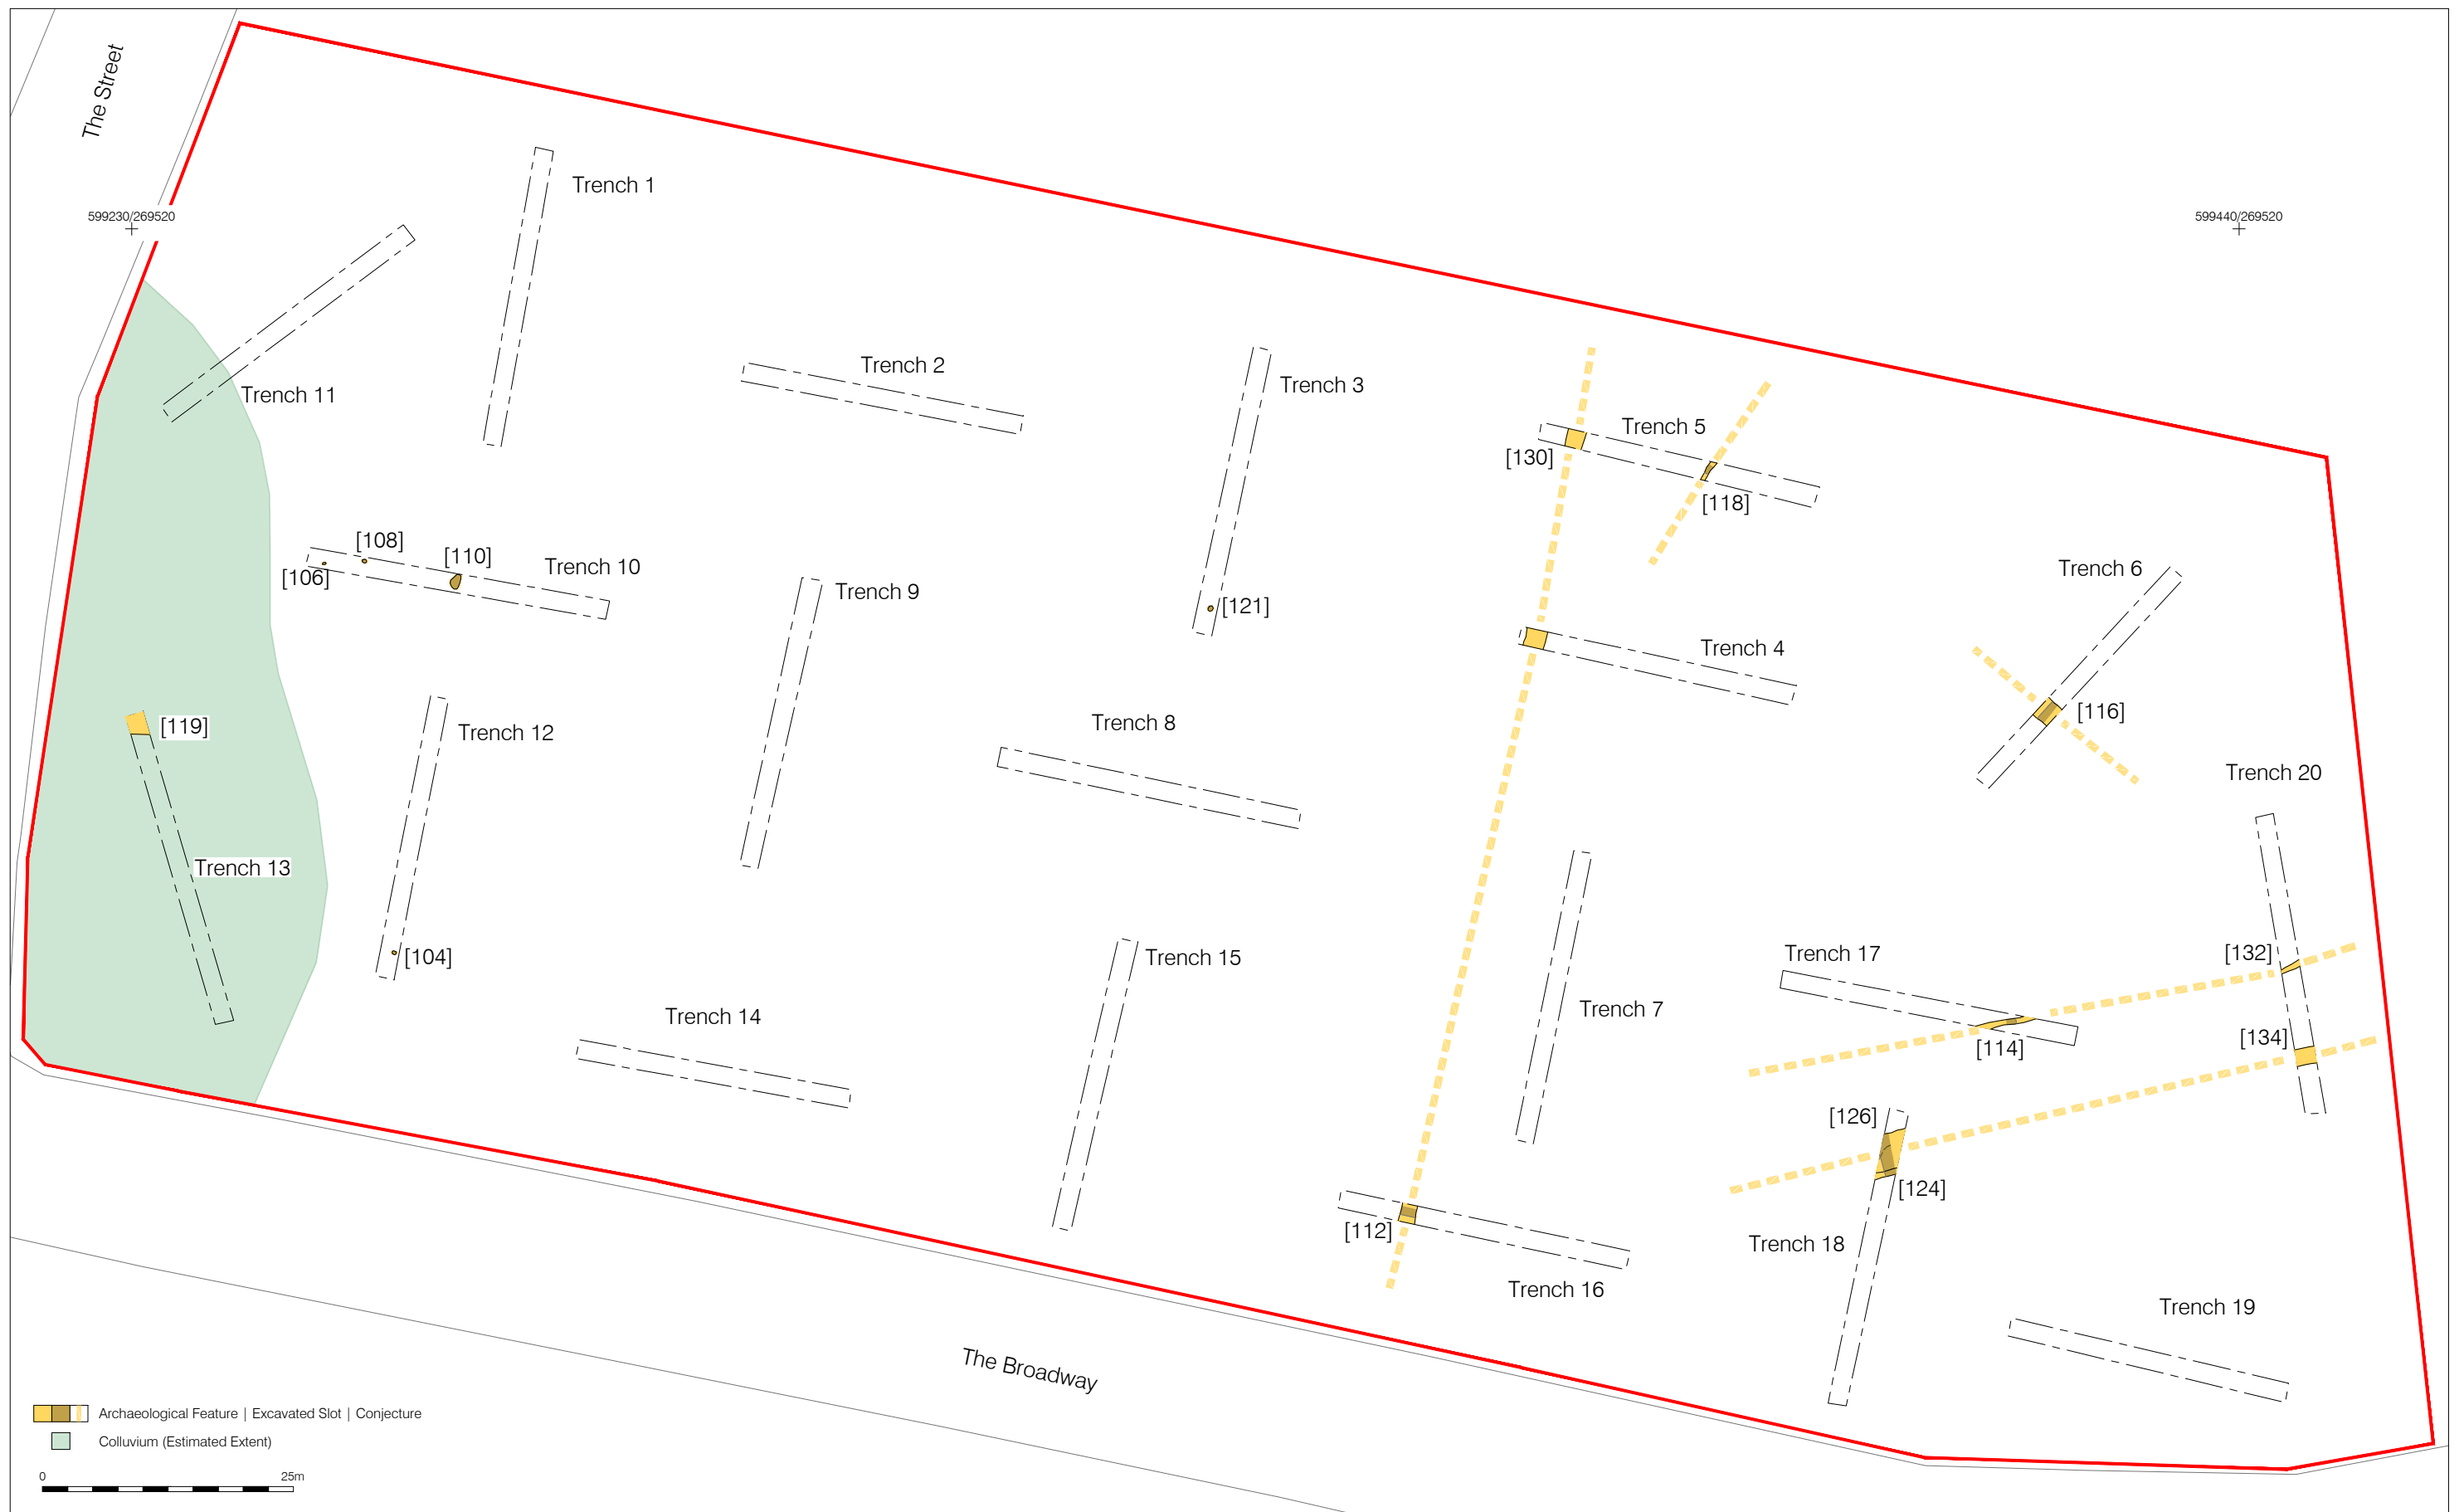 The Street
Trench 1
599230/269520
599440/269520
Trench 2
Trench 3
Trench 11
Trench 5
[130]
[118]
[108]
[110]
Trench 10
[106]
Trench 6
Trench 9
[121]
Trench 4
[119]
Trench 12
Trench 8
[116]
Trench 20
Trench 13
[104]
Trench 15
Trench 17
[132]
Trench 14
Trench 7
[114]
[134]
[126]
[124]
[112]
Trench 18
Trench 16
Trench 19
The Broadway
Archaeological Feature | Excavated Slot | Conjecture
Colluvium (Estimated Extent)
0 25m